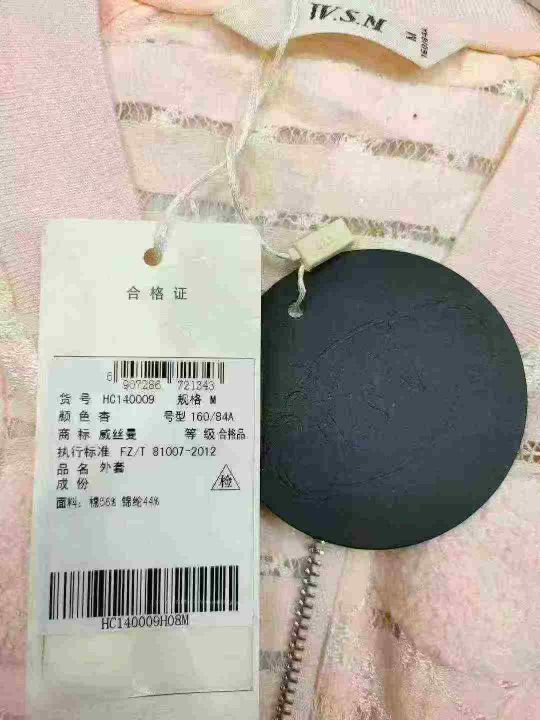 W.S.M
M
160/84A
合格证
6 907286 721343
货号 HC140009 规格 M
颜色 杏 号型 160/84A
商标 威丝曼 等级 合格品
执行标准 FZ/T 81007-2012
品名 外套
成份
检
面料: 棉56% 锦纶44%
HC140009H08M